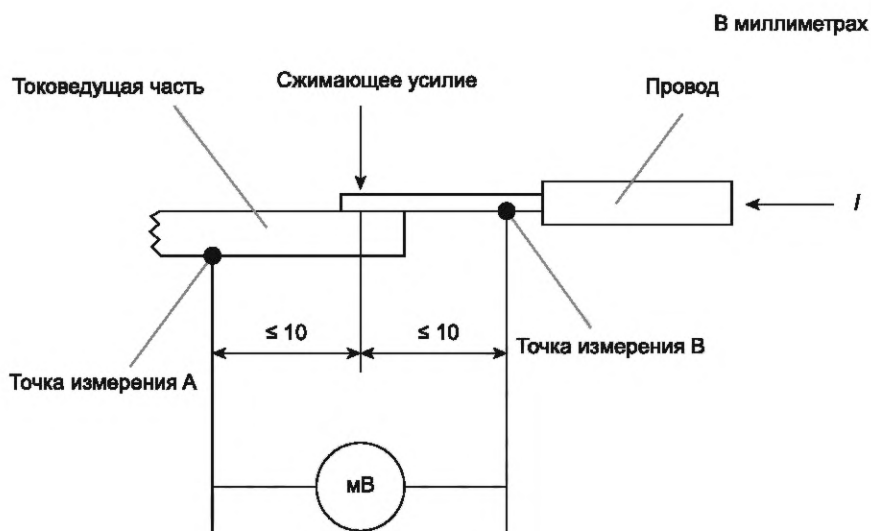 В миллиметрах
Токоведущая часть
Сжимающее усилие
Провод
I
≤ 10
≤ 10
Точка измерения В
Точка измерения А
мВ